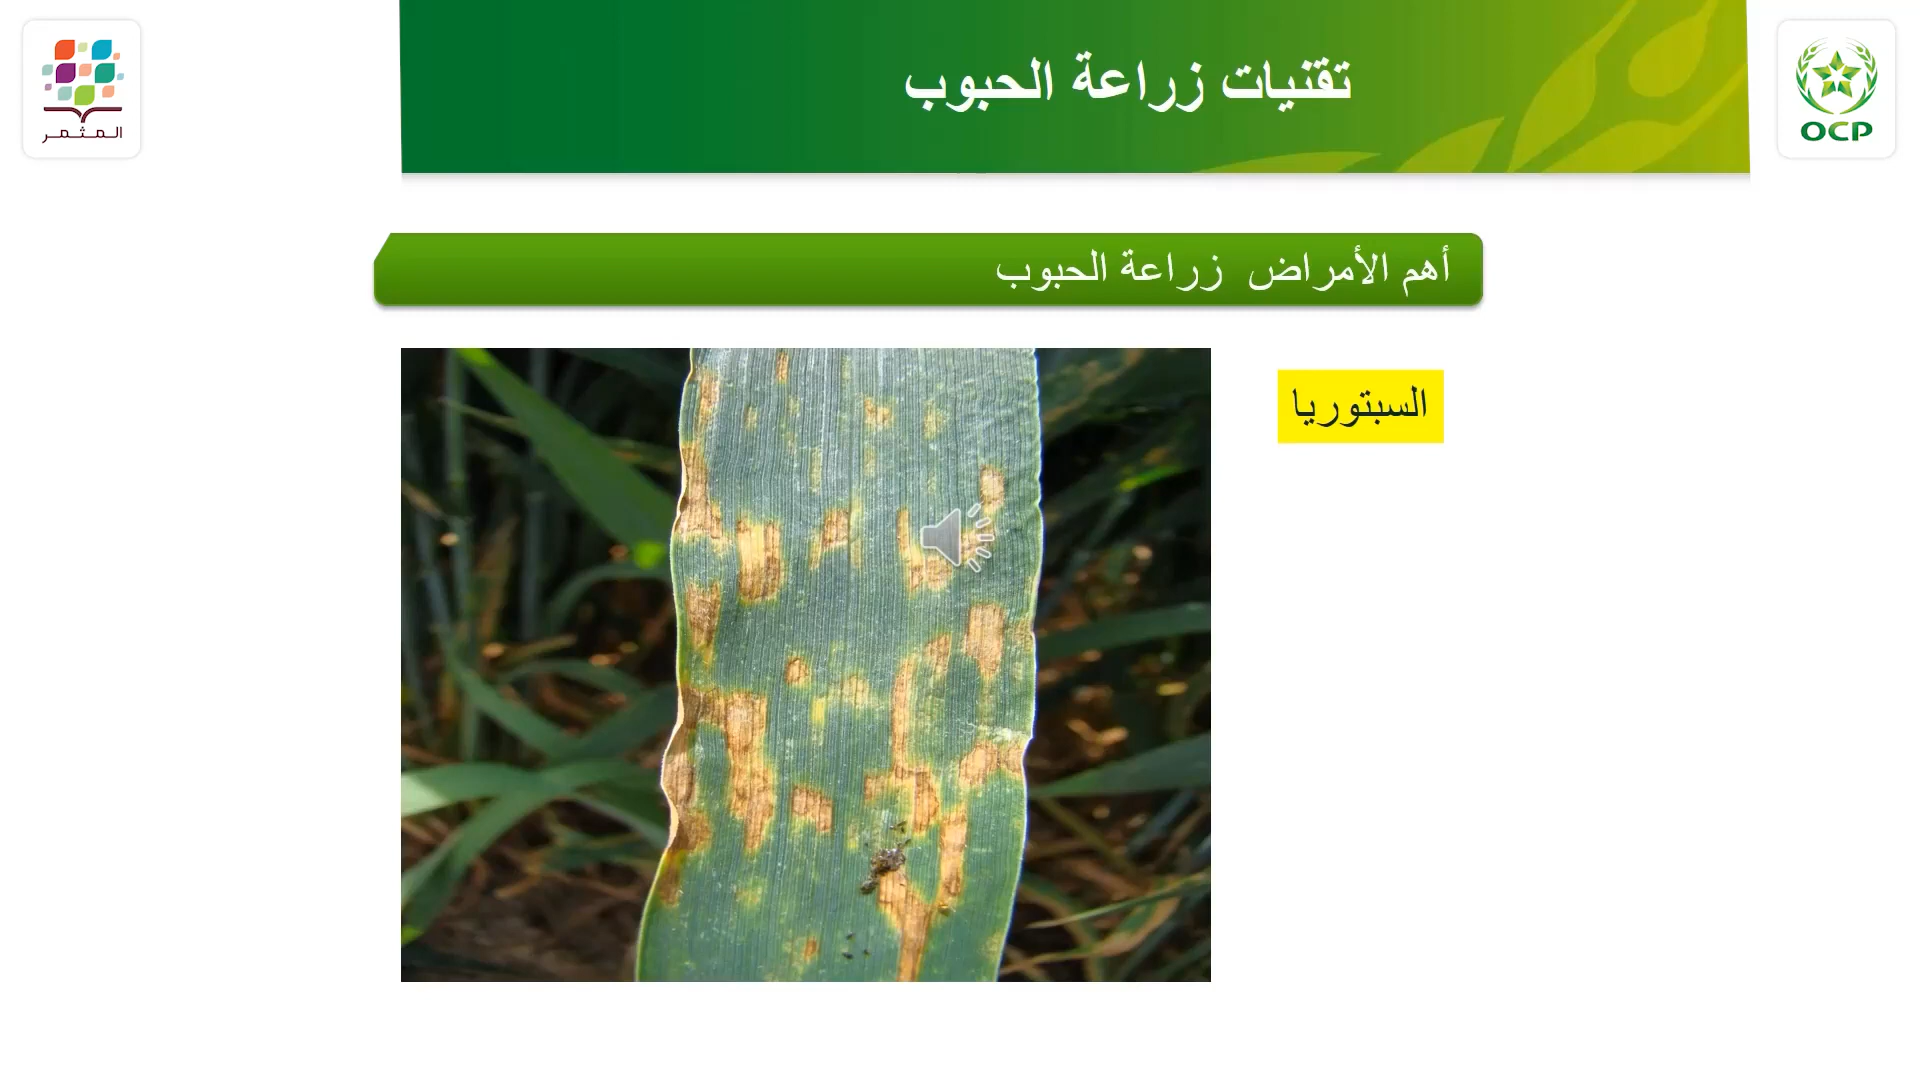 المثمر
تقنيات زراعة الحبوب
OCP
أهم الأمراض زراعة الحبوب
السبتوريا